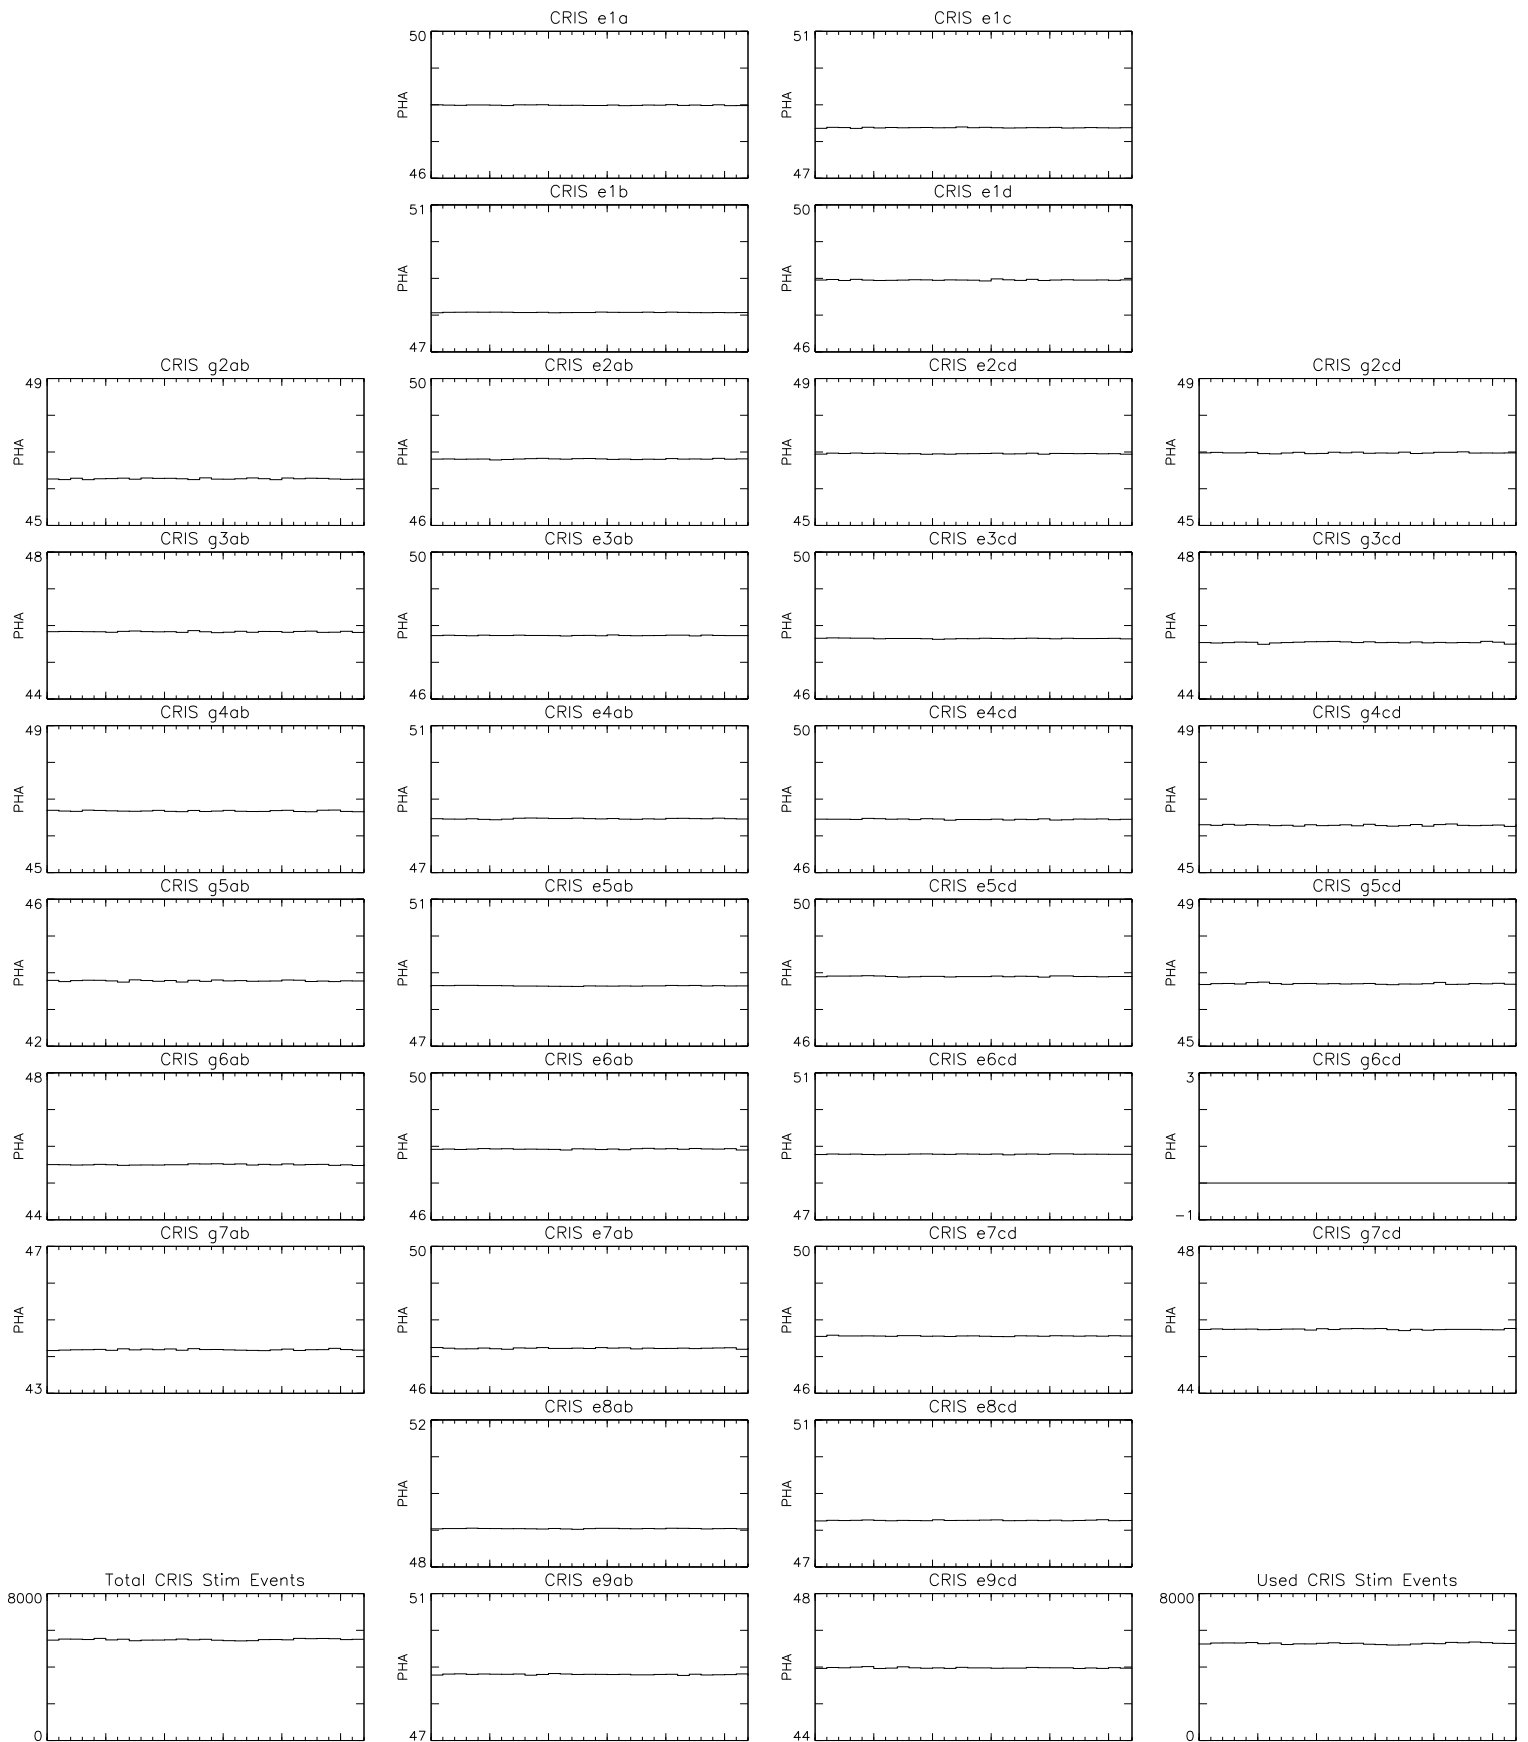 CRIS e1a
50
PHA
46
CRIS e1c
51
PHA
47
CRIS e1b
51
PHA
47
CRIS e1d
50
PHA
46
CRIS g2ab
49
PHA
45
CRIS e2ab
50
PHA
46
CRIS e2cd
49
PHA
45
CRIS g2cd
49
PHA
45
CRIS g3ab
48
PHA
44
CRIS e3ab
50
PHA
46
CRIS e3cd
50
PHA
46
CRIS g3cd
48
PHA
44
CRIS g4ab
49
PHA
45
CRIS e4ab
51
PHA
47
CRIS e4cd
50
PHA
46
CRIS g4cd
49
PHA
45
CRIS g5ab
46
PHA
42
CRIS e5ab
51
PHA
47
CRIS e5cd
50
PHA
46
CRIS g5cd
49
PHA
45
CRIS g6ab
48
PHA
44
CRIS e6ab
50
PHA
46
CRIS e6cd
51
PHA
47
CRIS g6cd
3
PHA
−1
CRIS g7ab
47
PHA
43
CRIS e7ab
50
PHA
46
CRIS e7cd
50
PHA
46
CRIS g7cd
48
PHA
44
CRIS e8ab
52
PHA
48
CRIS e8cd
51
PHA
47
Total CRIS Stim Events
8000
0
CRIS e9ab
51
PHA
47
CRIS e9cd
48
PHA
44
Used CRIS Stim Events
8000
0